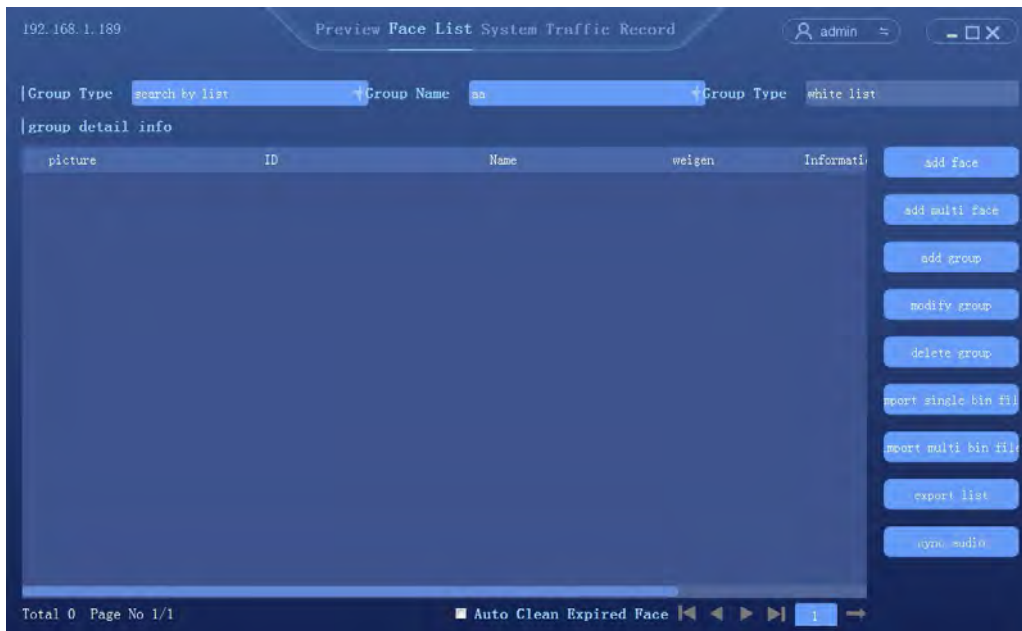 192.168.1.189 Preview Face List System Traffic Record admin
Group Type search by list Group Name aa Group Type white list
group detail info
picture ID Name weigen Informati
add face
add multi face
add group
modify group
delete group
mport single bin fil
mport multi bin file
export list
sync audio
Total 0 Page No 1/1 Auto Clean Expired Face 1